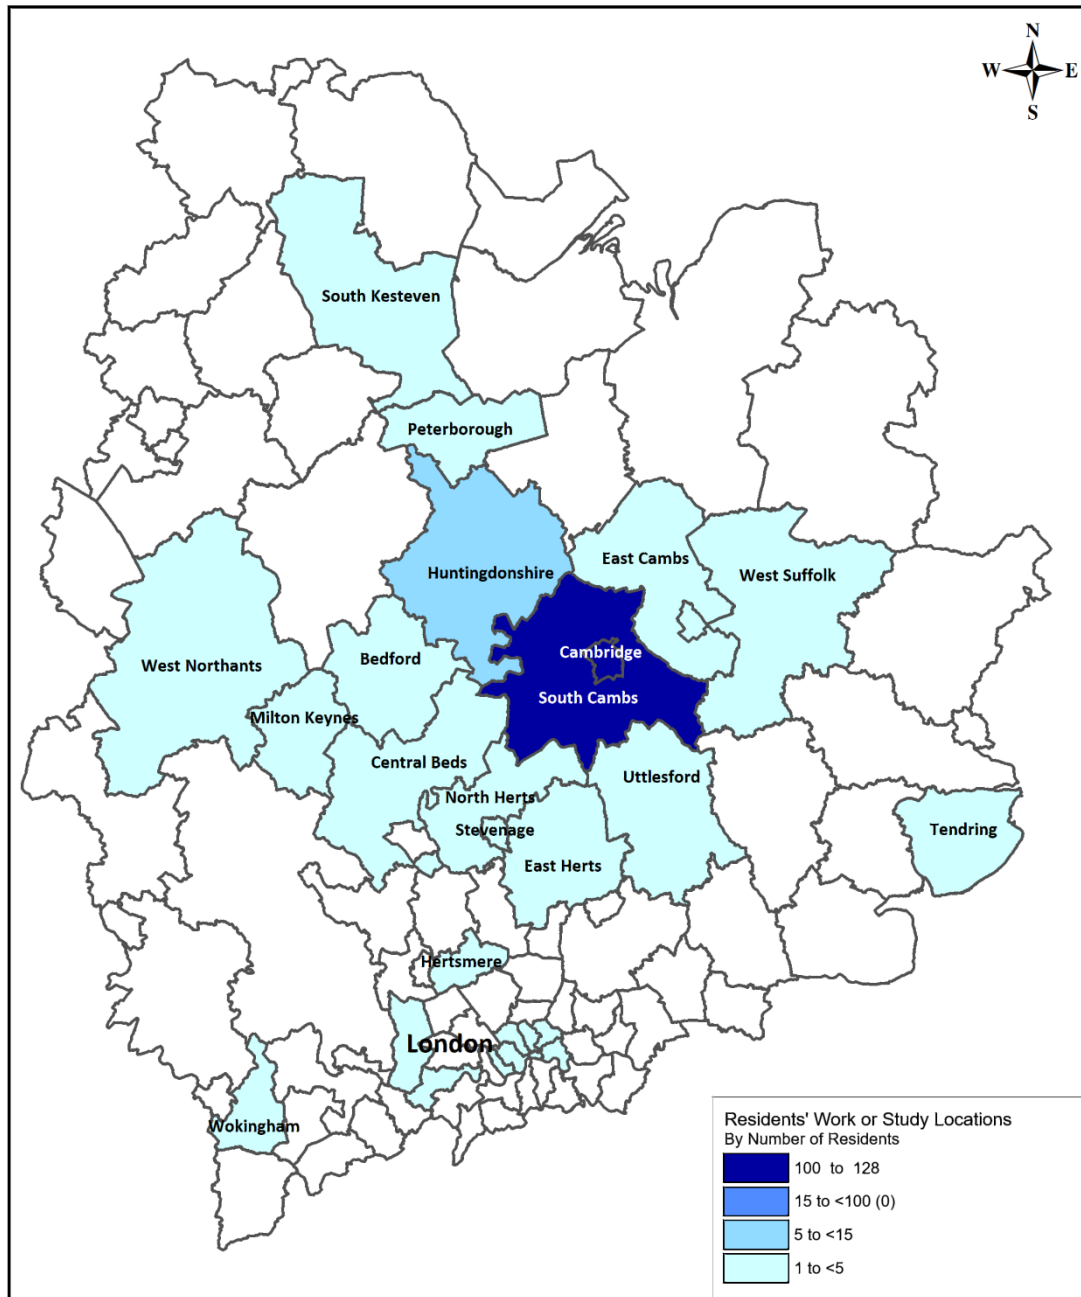 N
W E
S
South Kesteven
Peterborough
Huntingdonshire
East Cambs
West Suffolk
Cambridge
South Cambs
West Northants
Bedford
Milton Keynes
Central Beds
Uttlesford
North Herts
Stevenage
East Herts
Tendring
Hertsmere
London
Wokingham
Residents' Work or Study Locations
By Number of Residents
100 to 128
15 to <100 (0)
5 to <15
1 to <5